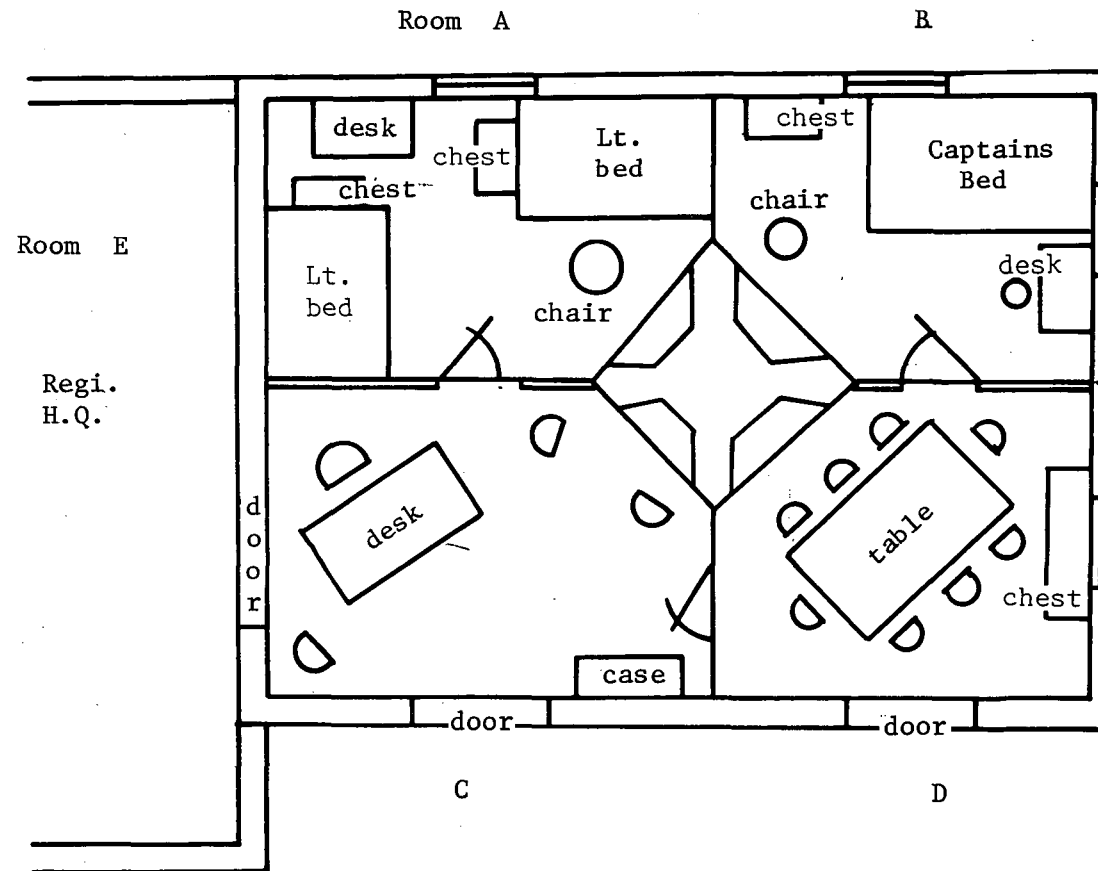 Room A
B
desk
chest
Lt.
bed
chest
Captains
Bed
chest
chair
Room E
Lt.
bed
chair
desk
Regi.
H.Q.
door
desk
table
chest
case
door
door
C
D